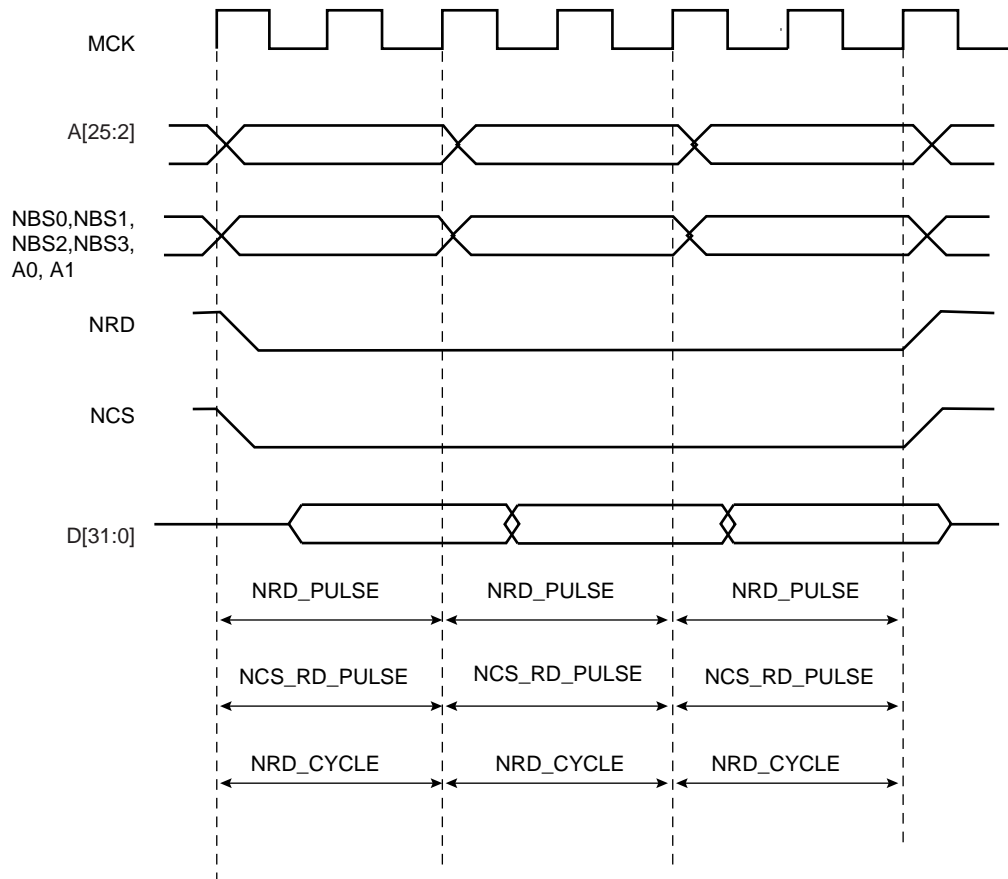 MCK
A[25:2]
NBS0,NBS1,
NBS2,NBS3,
A0, A1
NRD
NCS
D[31:0]
NRD_PULSE NRD_PULSE NRD_PULSE
NCS_RD_PULSE NCS_RD_PULSE NCS_RD_PULSE
NRD_CYCLE NRD_CYCLE NRD_CYCLE